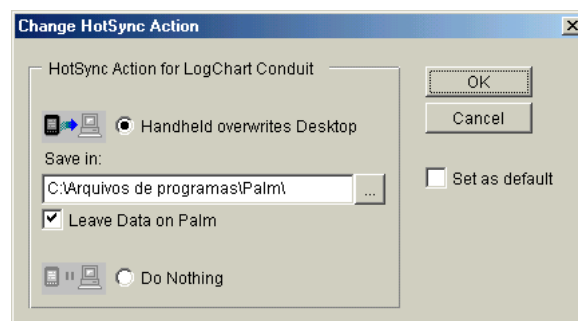 Change HotSync Action
HotSync Action for LogChart Conduit
Handheld overwrites Desktop
Save in:
C:\Arquivos de programas\Palm\
...
Leave Data on Palm
Do Nothing
OK
Cancel
Set as default